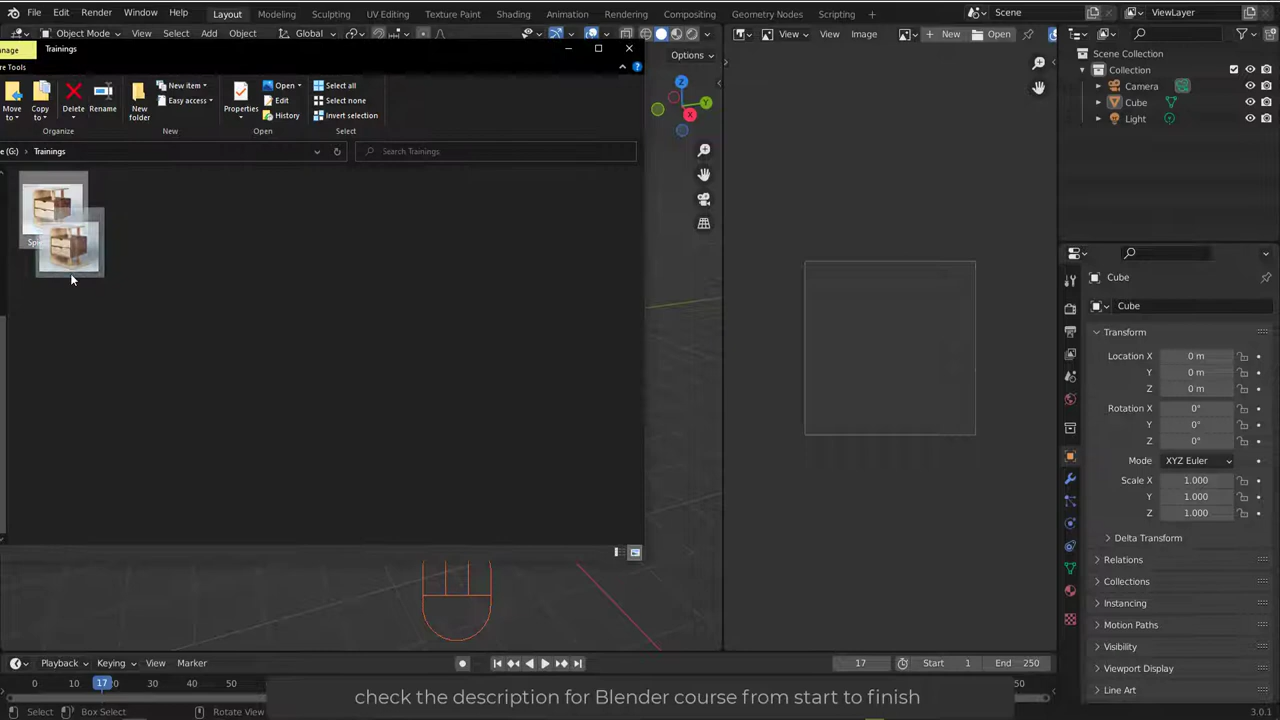 File Edit Render Window Help Layout Modeling Sculpting UV Editing Texture Paint Shading Animation Rendering Compositing Geometry Nodes Scripting Scene ViewLayer
Object Mode View Select Add Object Global View View Image New Open
anage Trainings
re Tools
Options
Scene Collection
Collection
Camera
Cube
Light
Move to
Copy to
Delete
Rename
New folder
New item
Easy access
Properties
Open
Edit
History
Select all
Select none
Invert selection
Organize New Open Select
e (G:) Trainings Search Trainings
Z
Y
X
Cube
Cube
Transform
Location X 0 m
Y 0 m
Z 0 m
Rotation X 0°
Y 0°
Z 0°
Mode XYZ Euler
Scale X 1.000
Y 1.000
Z 1.000
Delta Transform
Relations
Collections
Instancing
Motion Paths
Visibility
Viewport Display
Line Art
Playback Keying View Marker 17 Start 1 End 250
0 10 17 20 30 40 50
check the description for Blender course from start to finish
Select Box Select Rotate View 3.0.1